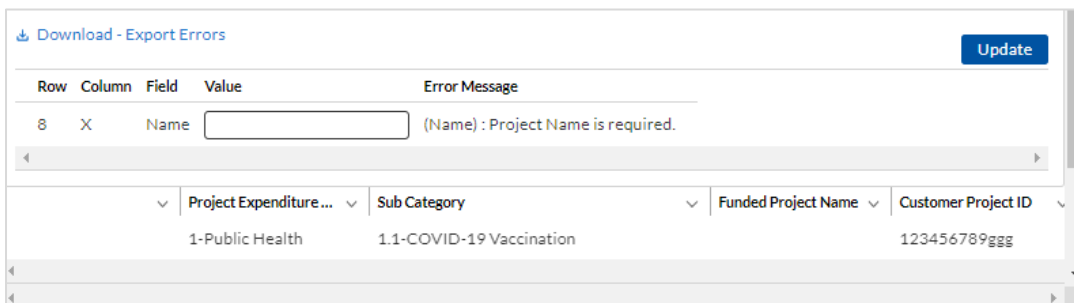 Download - Export Errors
Update
Row Column Field Value Error Message
8 X Name (Name) : Project Name is required.
Project Expenditure ... Sub Category Funded Project Name Customer Project ID
1-Public Health 1.1-COVID-19 Vaccination 123456789ggg